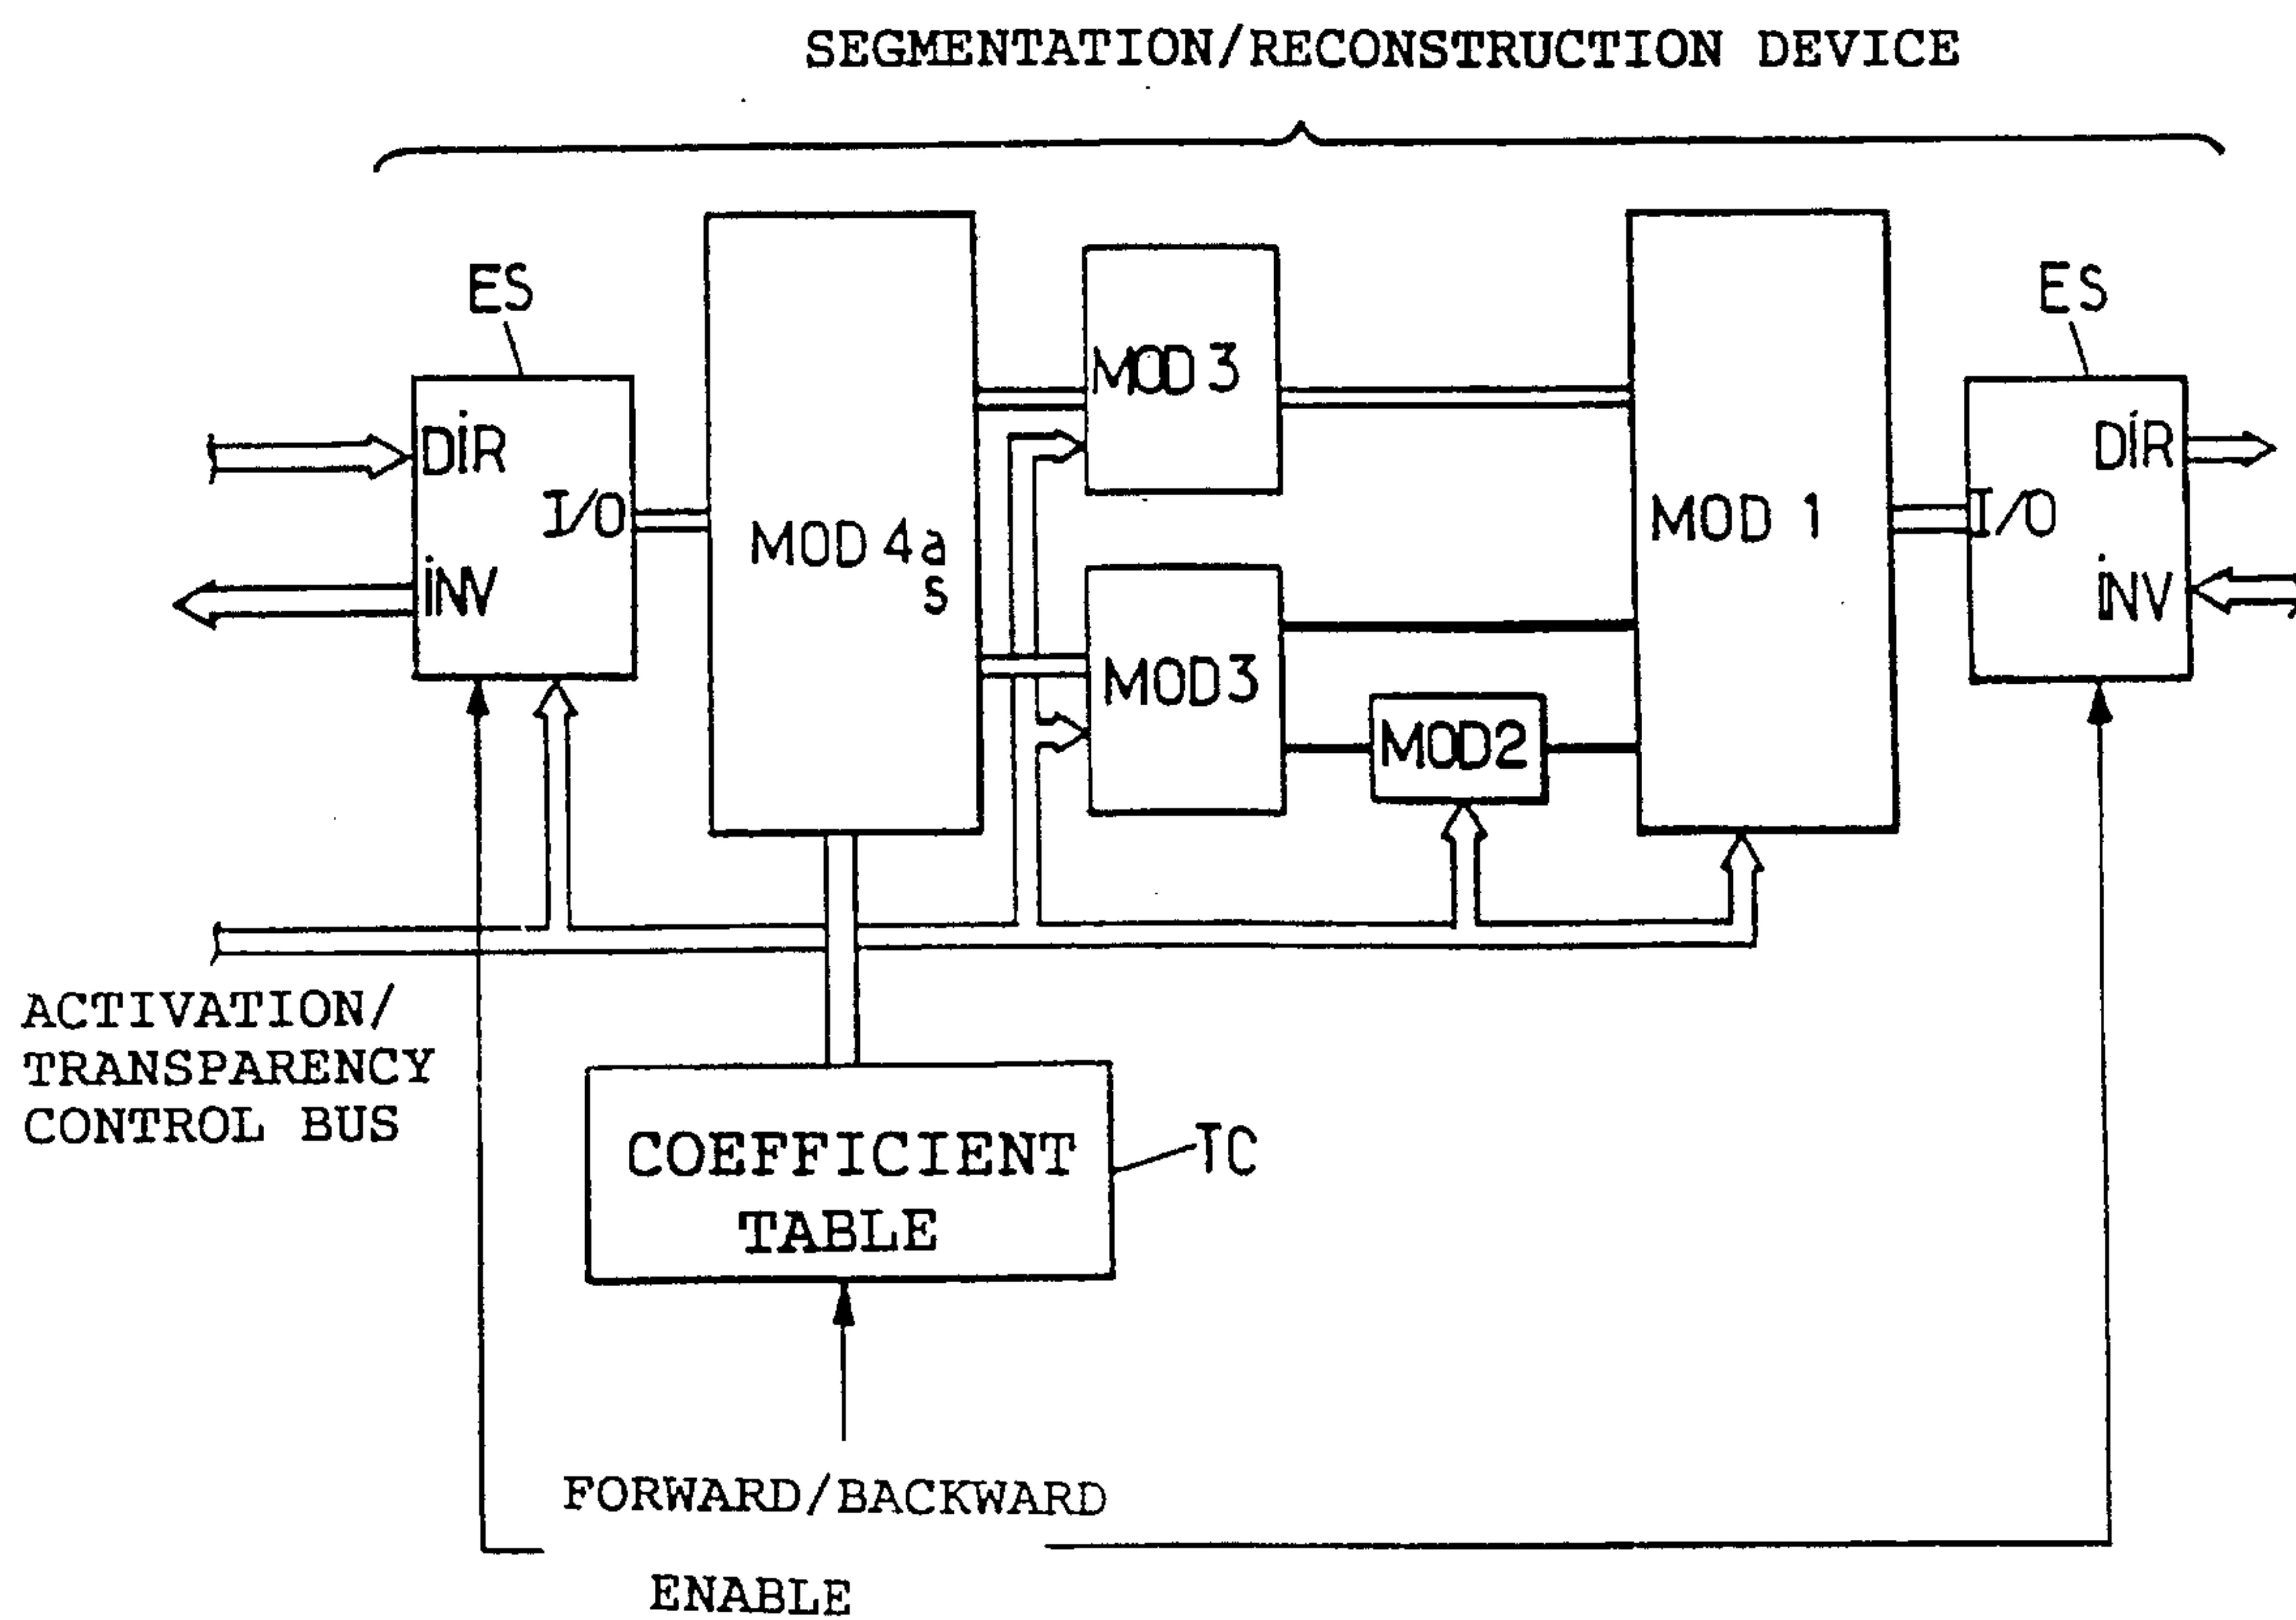 SEGMENTATION/RECONSTRUCTION DEVICE
ES
ES
MOD 3
DiR
I/O
iNV
MOD 4a
s
MOD 1
DiR
I/O
iNV
MOD3
MOD2
ACTIVATION/
TRANSPARENCY
CONTROL BUS
COEFFICIENT
TABLE
TC
FORWARD/BACKWARD
ENABLE